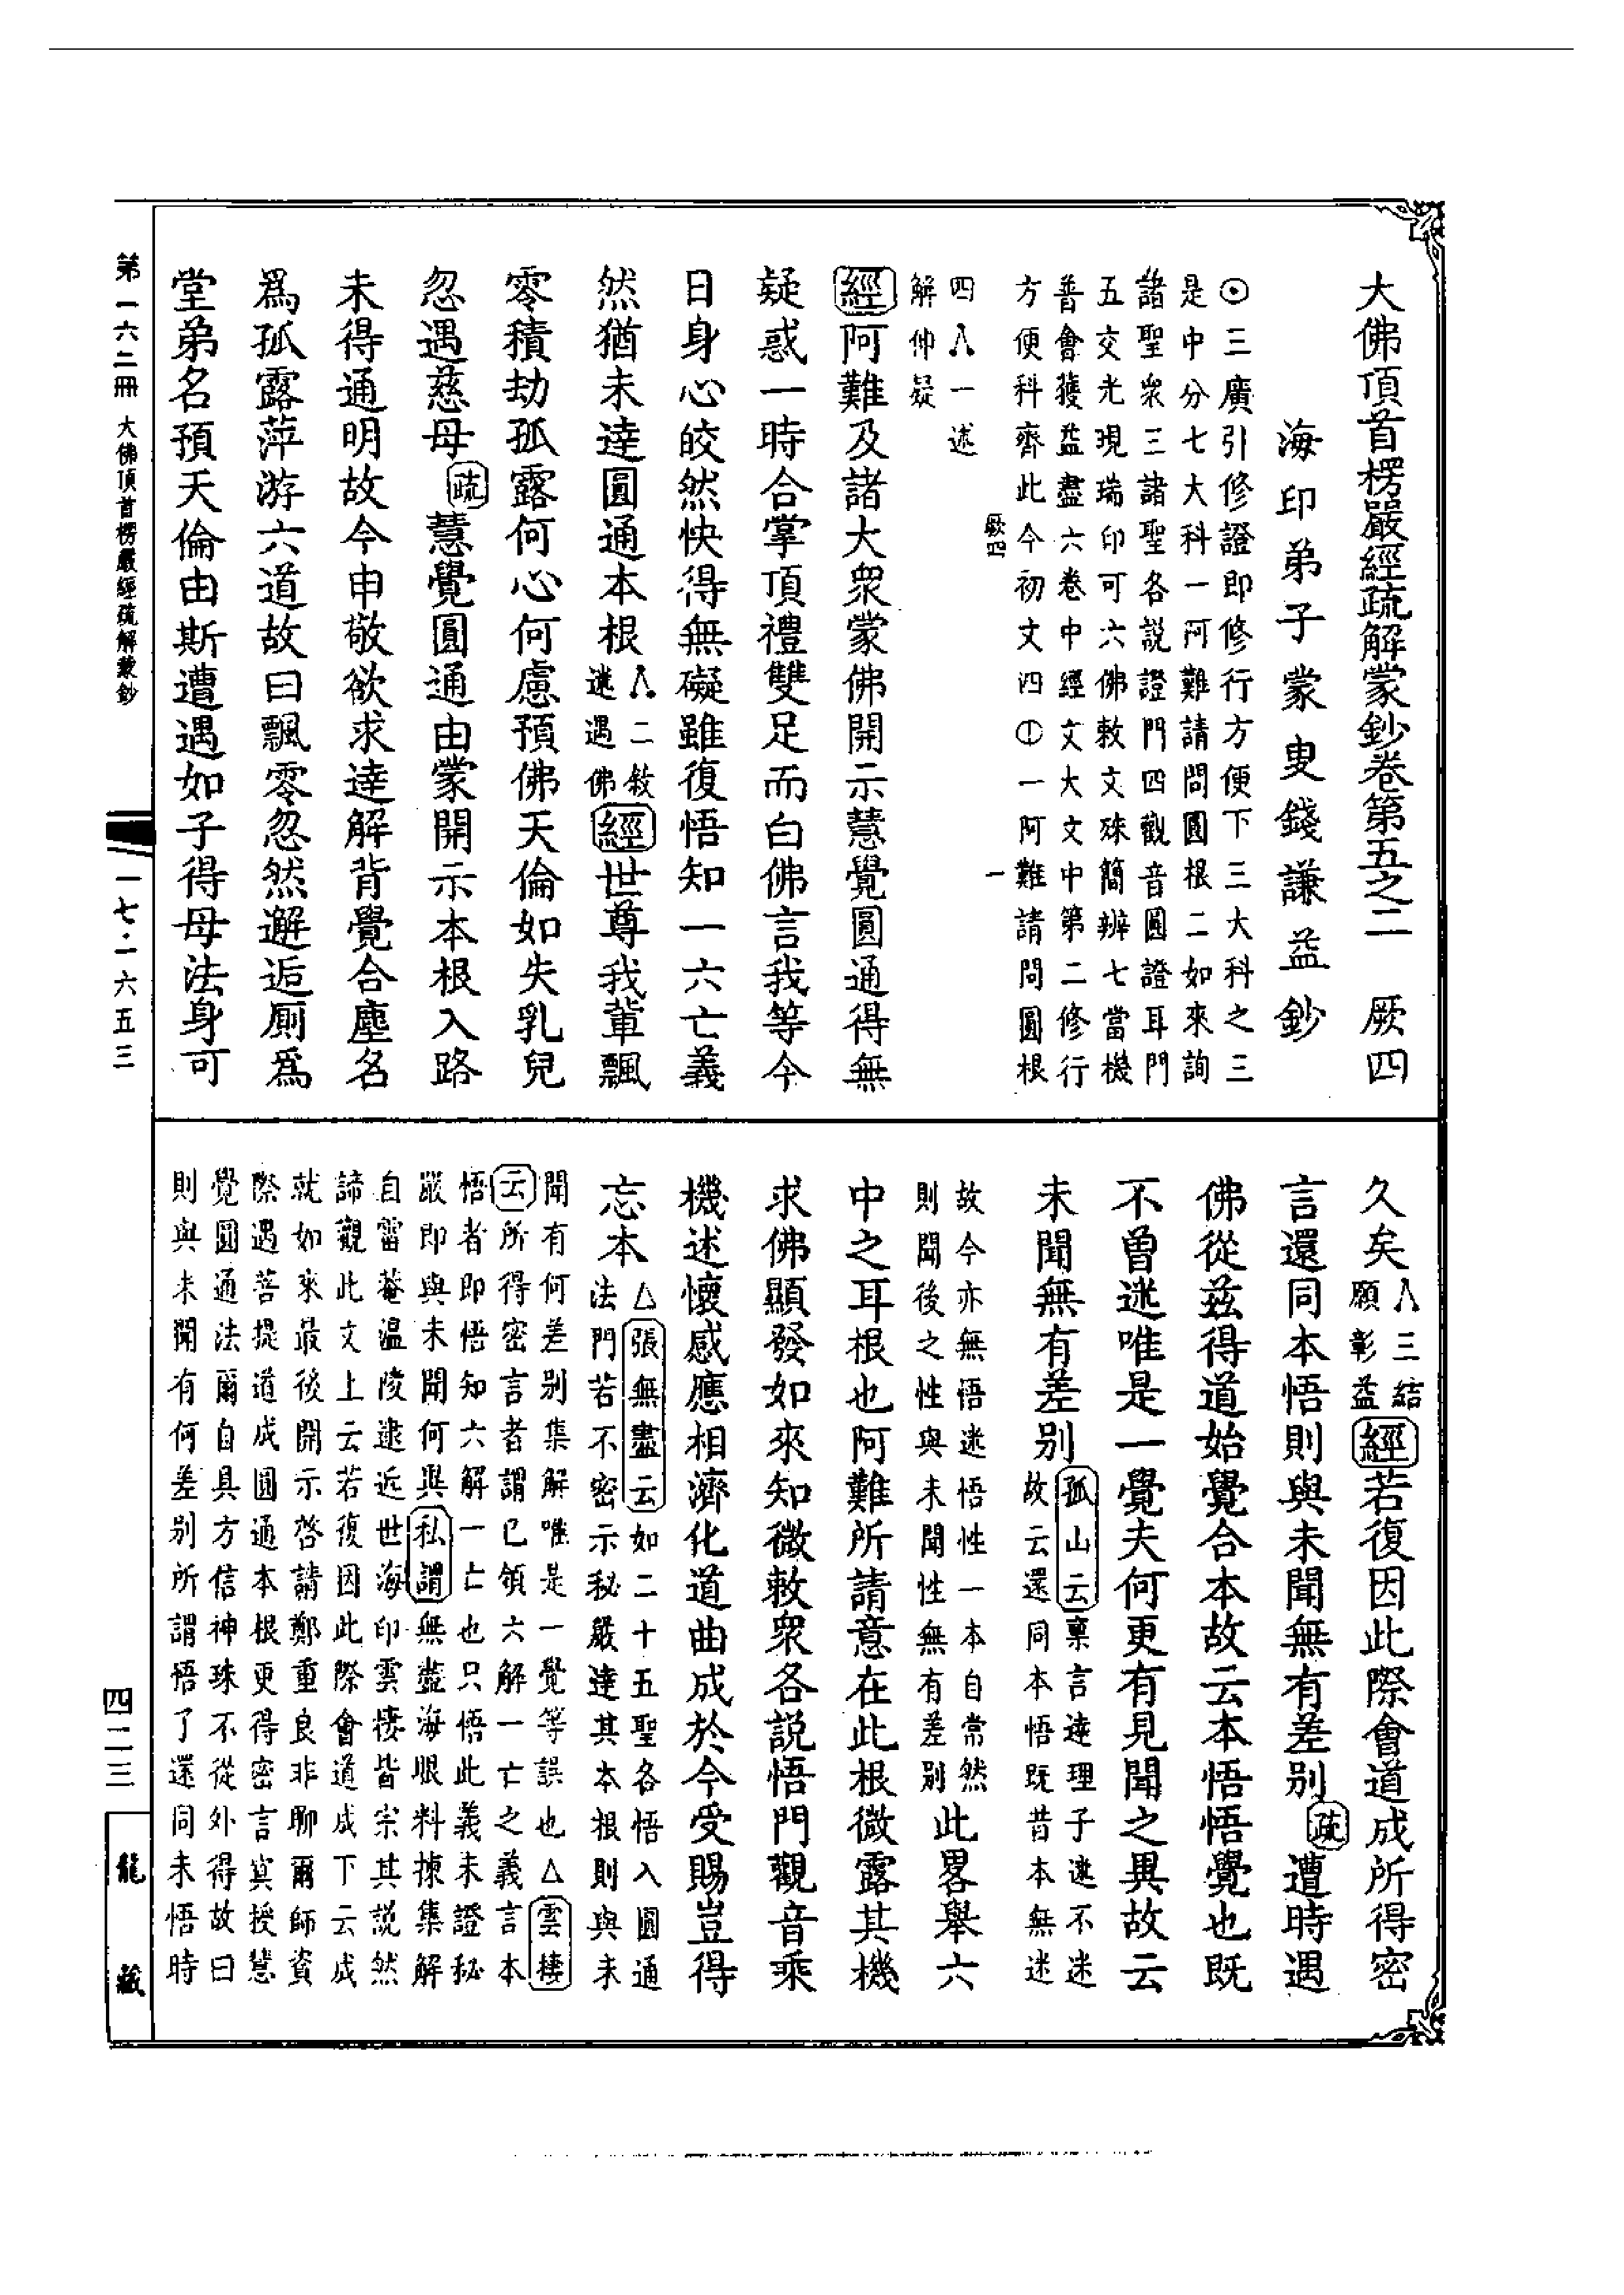 大佛頂首楞嚴經疏解蒙鈔卷第五之二 厥四
海印弟子蒙叟錢謙益鈔
⊙三廣引修證即修行方便下三大科之三
是中分七大科一阿難請問圓根二如來詢
諸聖衆三諸聖各說證門四觀音圓證耳門
五交光現瑞印可六佛敕文殊簡辨七當機
普會獲益盡六卷中經文大文中第二修行
方便科齊此今初文四①一阿難請問圓根
厥四 一
四八一述
解仲疑
經阿難及諸大衆蒙佛開示慧覺圓通得無
疑惑一時合掌頂禮雙足而白佛言我等今
日身心皎然快得無礙雖復悟知一六亡義
然猶未達圓通本根八二敘述遇佛經世尊我輩飄
零積劫孤露何心何慮預佛天倫如失乳兒
忽遇慈母疏慧覺圓通由蒙開示本根入路
未得通明故今申敬欲求達解背覺合塵名
爲孤露萍游六道故曰飄零忽然邂逅厠爲
堂弟名預天倫由斯遭遇如子得母法身可
久矣八三結願彰益經若復因此際會道成所得密
言還同本悟則與未聞無有差别疏遭時遇
佛從茲得道始覺合本故云本悟悟覺也既
不曾迷唯是一覺夫何更有見聞之異故云
未聞無有差别孤山云稟言達理子迷不迷
故云還同本悟既昔本無迷
故今亦無悟迷悟性一本自常然
則聞後之性與未聞性無有差别此畧舉六
中之耳根也阿難所請意在此根微露其機
求佛顯發如來知微敕衆各説悟門觀音乘
機述懷感應相濟化道曲成於今受賜豈得
忘本△張無盡云如二十五聖各悟入圓通
法門若不密示秘嚴達其本根則與未
聞有何差别集解唯是一覺等誤也△雲棲
云所得密言者謂已領六解一亡之義言本
悟者即悟知六解一亡也只悟此義未證秘
嚴即與未聞何異私謂無盡海眼料揀集解
自雷菴温陵逮近世海印雲棲皆宗其説然
諦觀此文上云若復因此際會道成下云成
就如來最後開示啓請鄭重良非聊爾師資
際遇菩提道成圓通本根更得密言冥授慧
覺圓通法爾自具方信神珠不從外得故曰
則與未聞有何差别所謂悟了還同未悟時
第一六二冊 大佛頂首楞嚴經疏解蒙鈔 一七·一六五三
四二三 龍藏